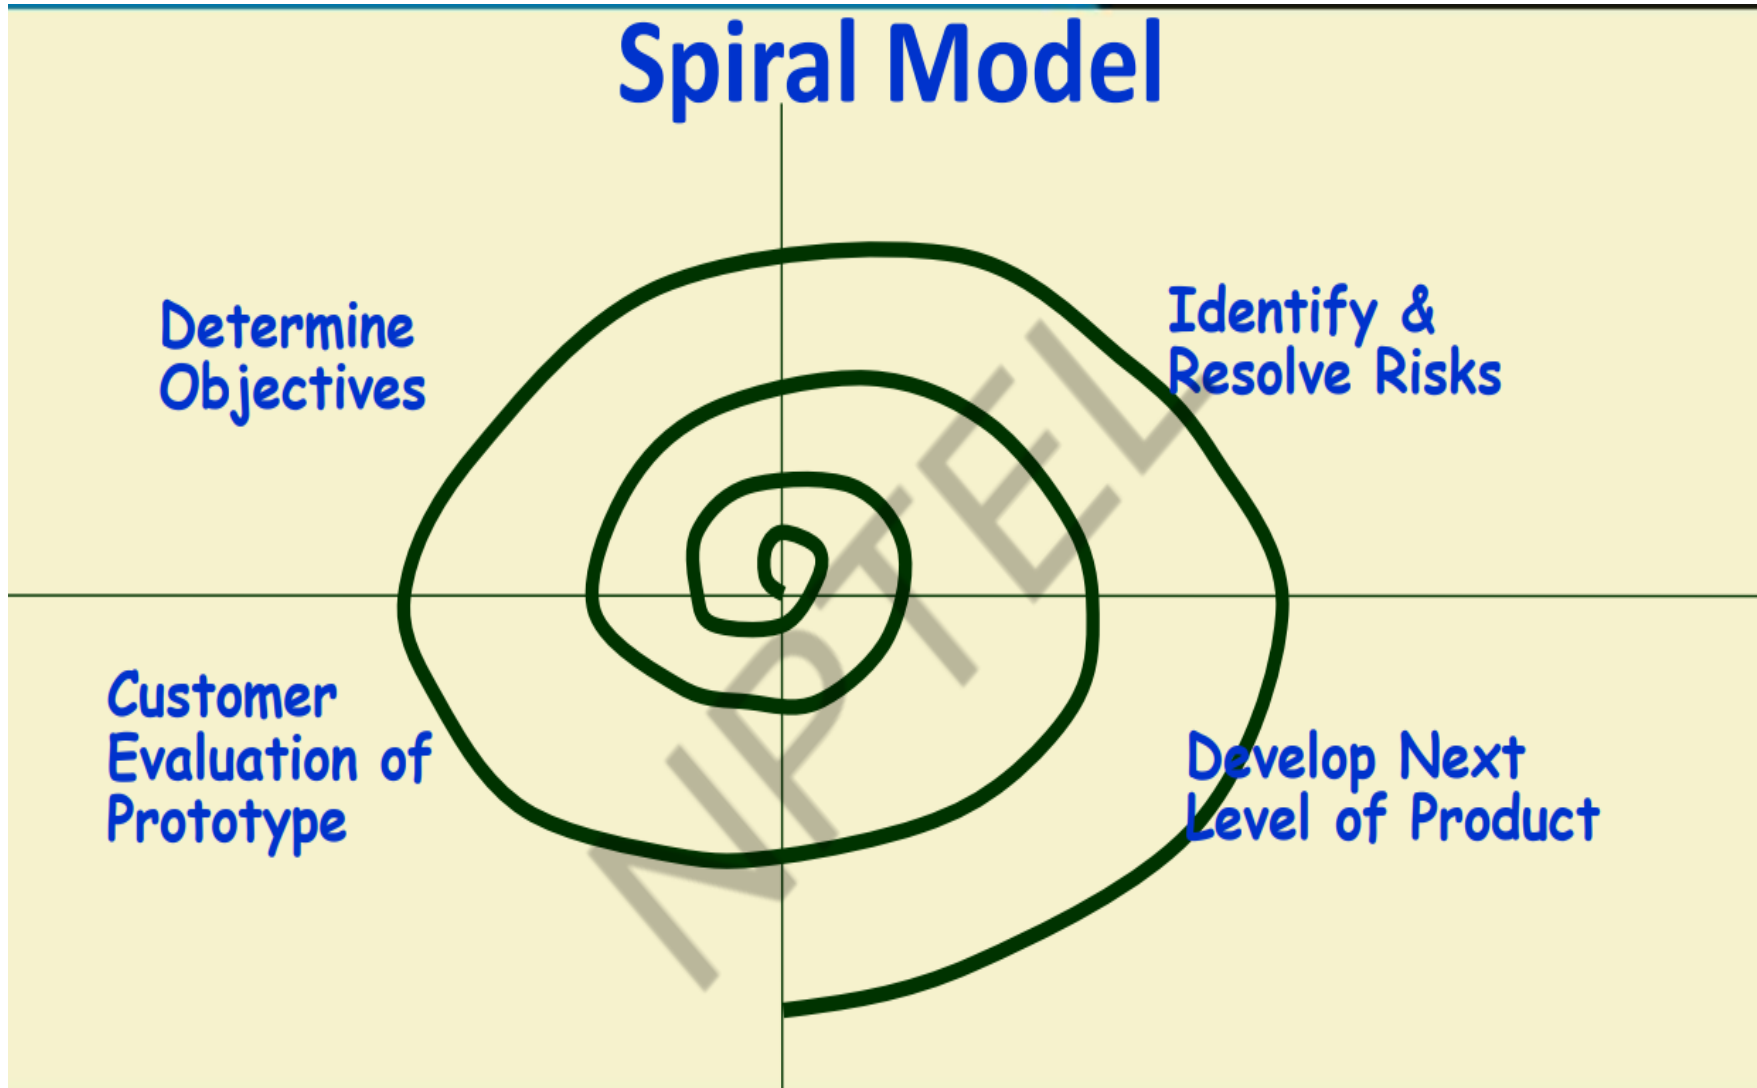 Spiral Model
Determine
Objectives
Identify &
Resolve Risks
NPTEL
Customer
Evaluation of
Prototype
Develop Next
Level of Product